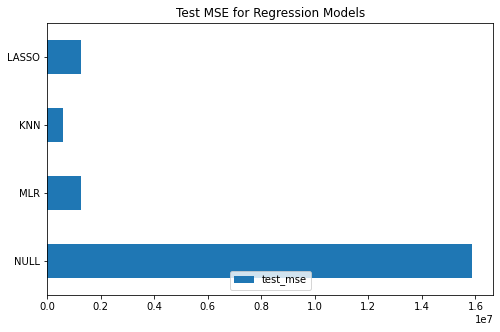 Test MSE for Regression Models
LASSO
KNN
MLR
NULL
test_mse
0.0 0.2 0.4 0.6 0.8 1.0 1.2 1.4 1.6
1e7